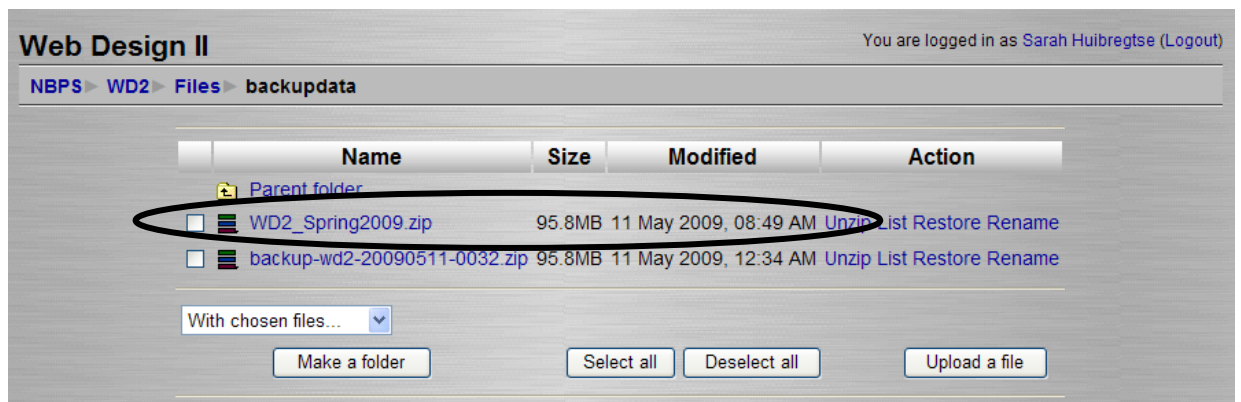 Web Design II You are logged in as Sarah Huibregtse (Logout)
NBPS WD2 Files backupdata
Name Size Modified Action
Parent folder
WD2_Spring2009.zip 95.8MB 11 May 2009, 08:49 AM Unzip List Restore Rename
backup-wd2-20090511-0032.zip 95.8MB 11 May 2009, 12:34 AM Unzip List Restore Rename
With chosen files...
Make a folder Select all Deselect all Upload a file